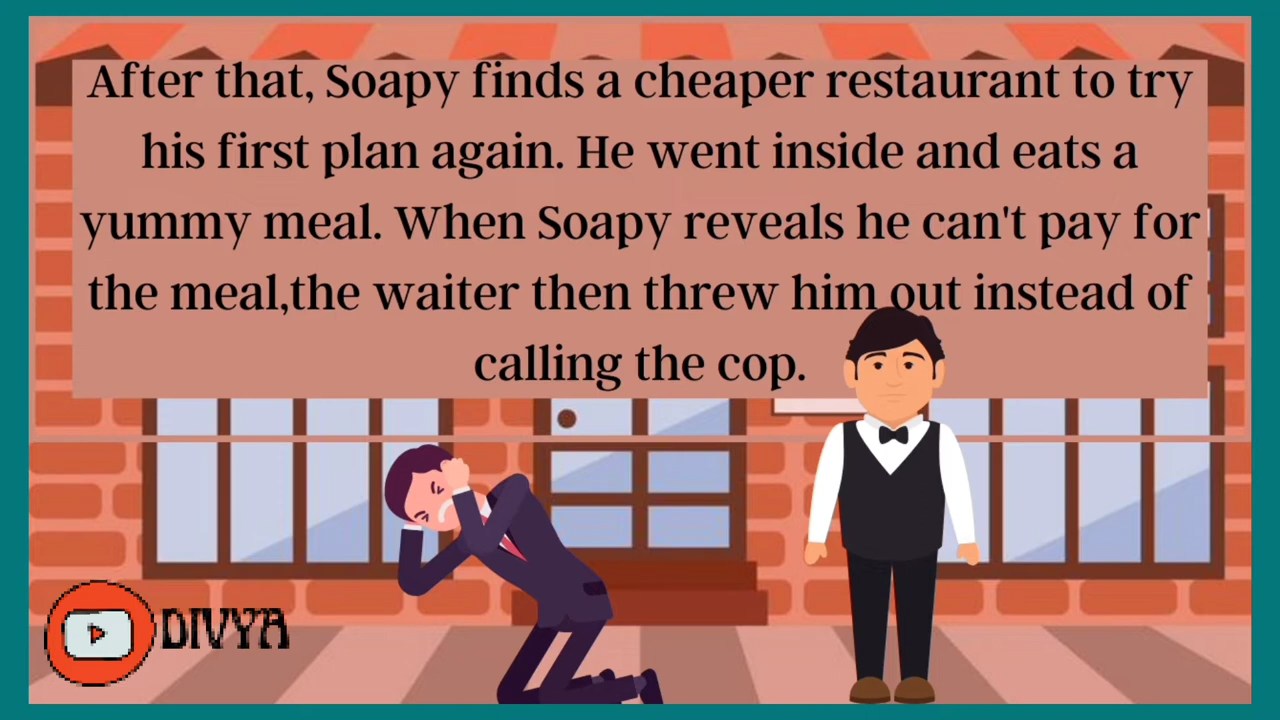 After that, Soapy finds a cheaper restaurant to try
his first plan again. He went inside and eats a
yummy meal. When Soapy reveals he can't pay for
the meal,the waiter then threw him out instead of
calling the cop.
DIVYA